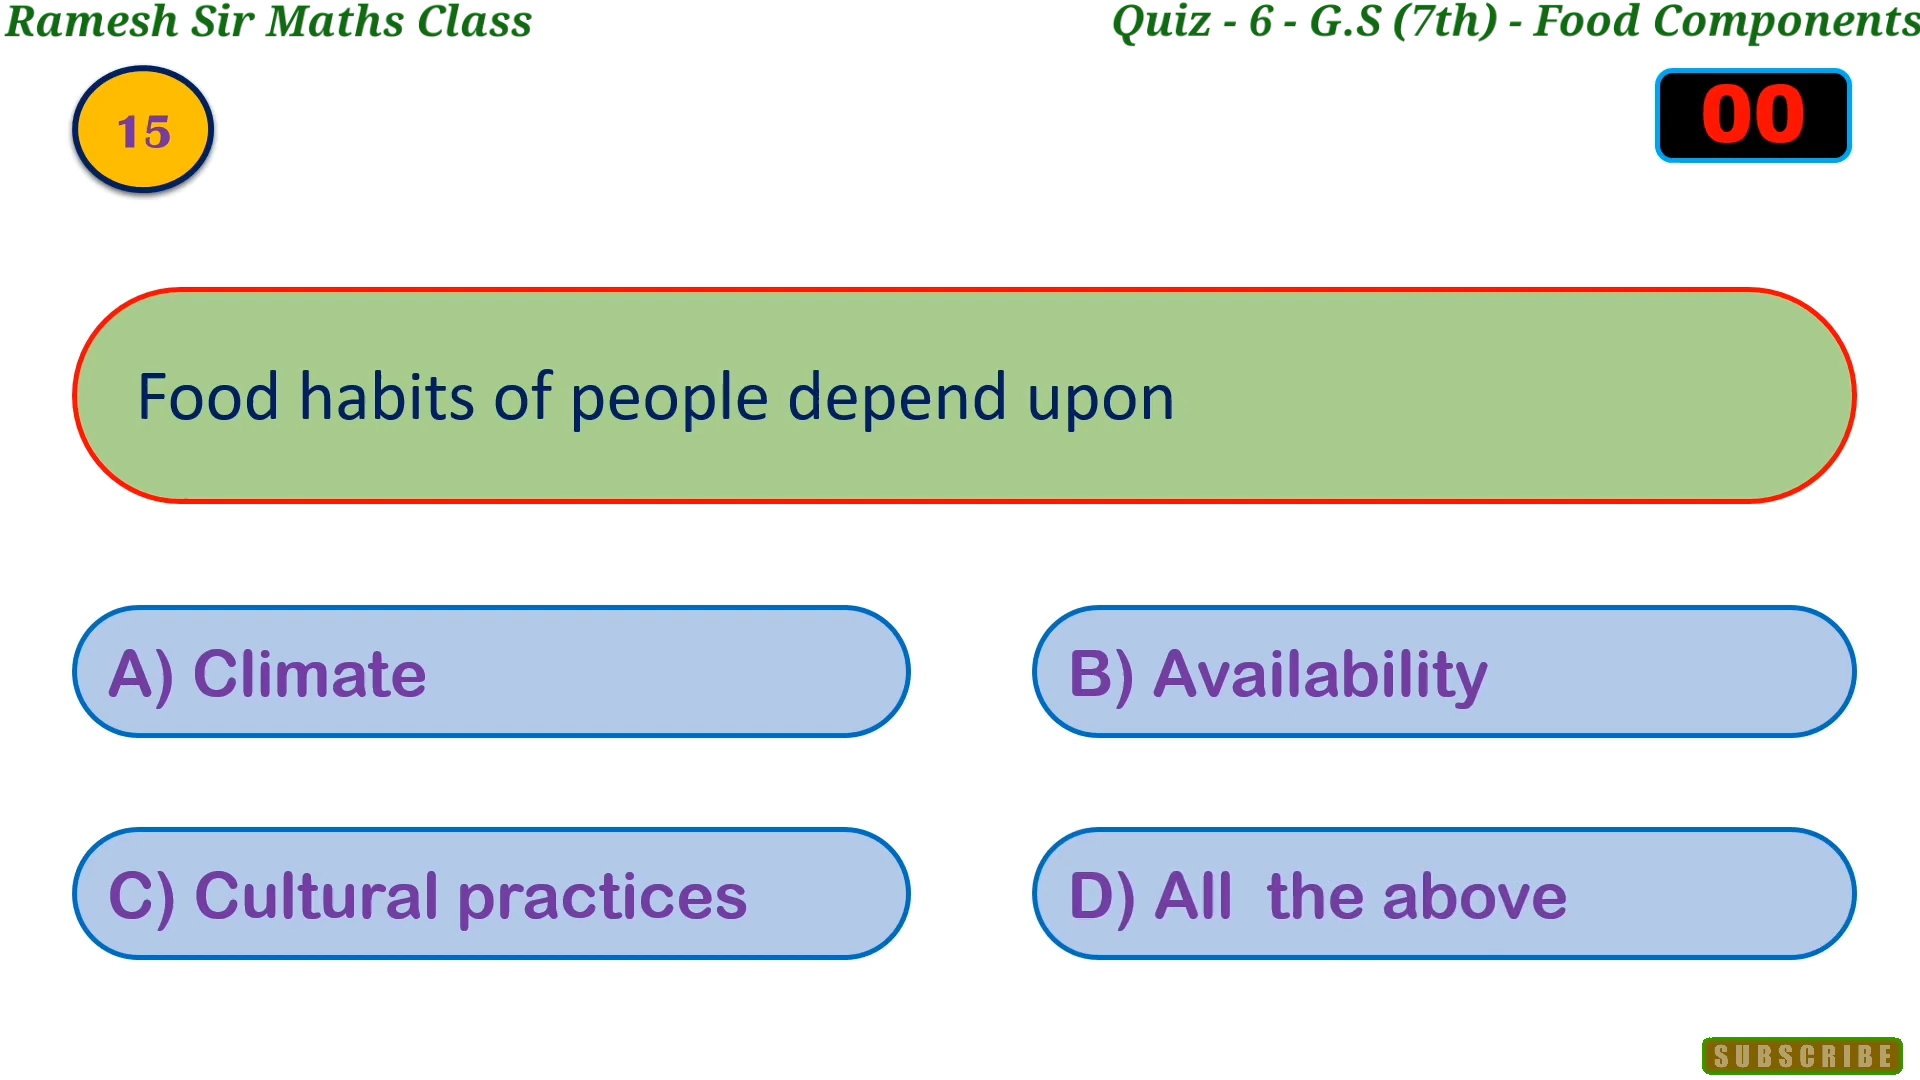 Ramesh Sir Maths Class
Quiz - 6 - G.S (7th) - Food Components
15
00
Food habits of people depend upon
A) Climate
B) Availability
C) Cultural practices
D) All the above
SUBSCRIBE